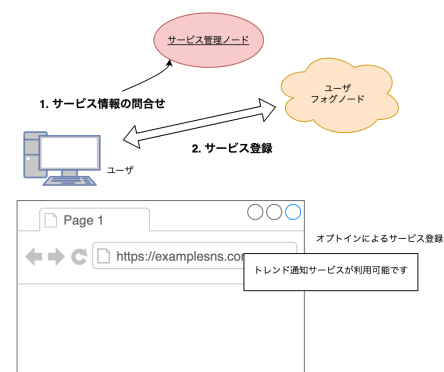 サービス管理ノード
ユーザ
フォグノード
1. サービス情報の問合せ
2. サービス登録
ユーザ
Page 1
https://examplesns.com
オプトインによるサービス登録
トレンド通知サービスが利用可能です